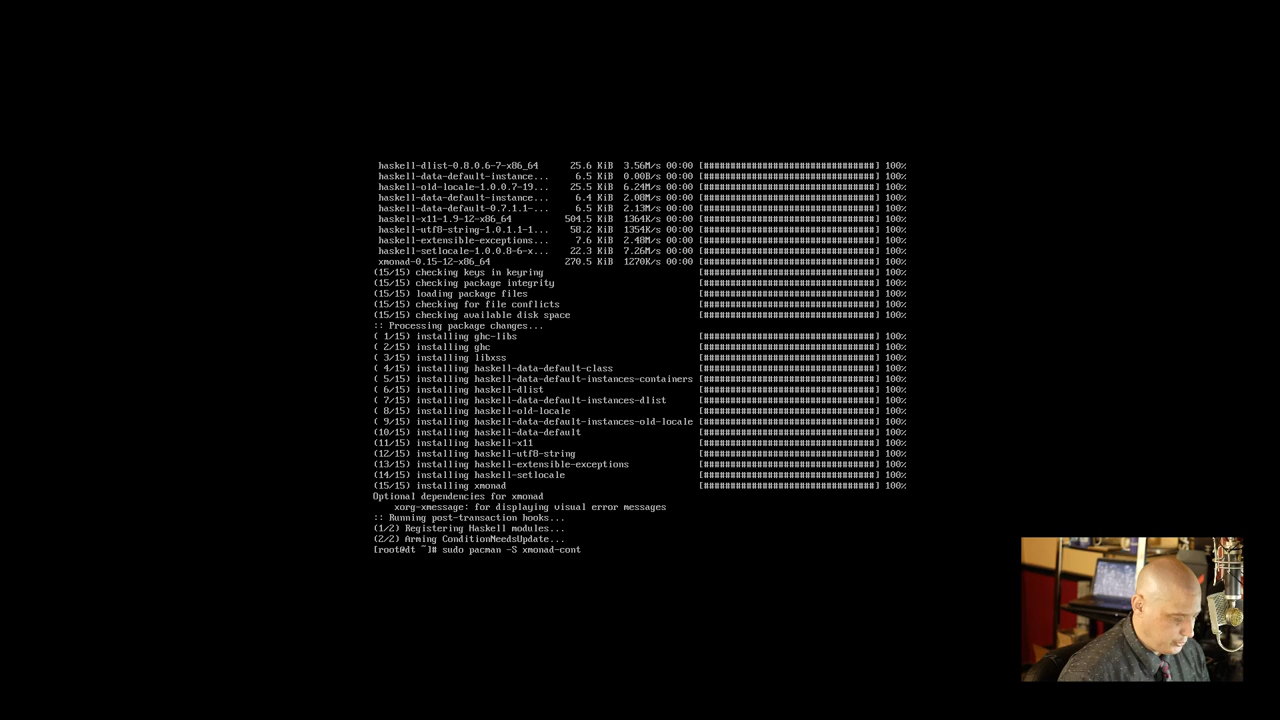 haskell-dlist-0.8.0.6-7-x86_64 25.6 KiB 3.56M/s 00:00 [################################] 100%
haskell-data-default-instance... 6.5 KiB 0.00B/s 00:00 [################################] 100%
haskell-old-locale-1.0.0.7-19... 25.5 KiB 6.24M/s 00:00 [################################] 100%
haskell-data-default-instance... 6.4 KiB 2.08M/s 00:00 [################################] 100%
haskell-data-default-0.7.1.1-... 6.5 KiB 2.13M/s 00:00 [################################] 100%
haskell-x11-1.9-12-x86_64 504.5 KiB 1364K/s 00:00 [################################] 100%
haskell-utf8-string-1.0.1.1-1... 58.2 KiB 1354K/s 00:00 [################################] 100%
haskell-extensible-exceptions... 7.6 KiB 2.48M/s 00:00 [################################] 100%
haskell-setlocale-1.0.0.8-6-x... 22.3 KiB 7.26M/s 00:00 [################################] 100%
xmonad-0.15-12-x86_64 270.5 KiB 1270K/s 00:00 [################################] 100%
(15/15) checking keys in keyring [################################] 100%
(15/15) checking package integrity [################################] 100%
(15/15) loading package files [################################] 100%
(15/15) checking for file conflicts [################################] 100%
(15/15) checking available disk space [################################] 100%
:: Processing package changes...
( 1/15) installing ghc-libs [################################] 100%
( 2/15) installing ghc [################################] 100%
( 3/15) installing libxss [################################] 100%
( 4/15) installing haskell-data-default-class [################################] 100%
( 5/15) installing haskell-data-default-instances-containers [################################] 100%
( 6/15) installing haskell-dlist [################################] 100%
( 7/15) installing haskell-data-default-instances-dlist [################################] 100%
( 8/15) installing haskell-old-locale [################################] 100%
( 9/15) installing haskell-data-default-instances-old-locale [################################] 100%
(10/15) installing haskell-data-default [################################] 100%
(11/15) installing haskell-x11 [################################] 100%
(12/15) installing haskell-utf8-string [################################] 100%
(13/15) installing haskell-extensible-exceptions [################################] 100%
(14/15) installing haskell-setlocale [################################] 100%
(15/15) installing xmonad [################################] 100%
Optional dependencies for xmonad
xorg-xmessage: for displaying visual error messages
:: Running post-transaction hooks...
(1/2) Registering Haskell modules...
(2/2) Arming ConditionNeedsUpdate...
[root@dt ~]# sudo pacman -S xmonad-cont